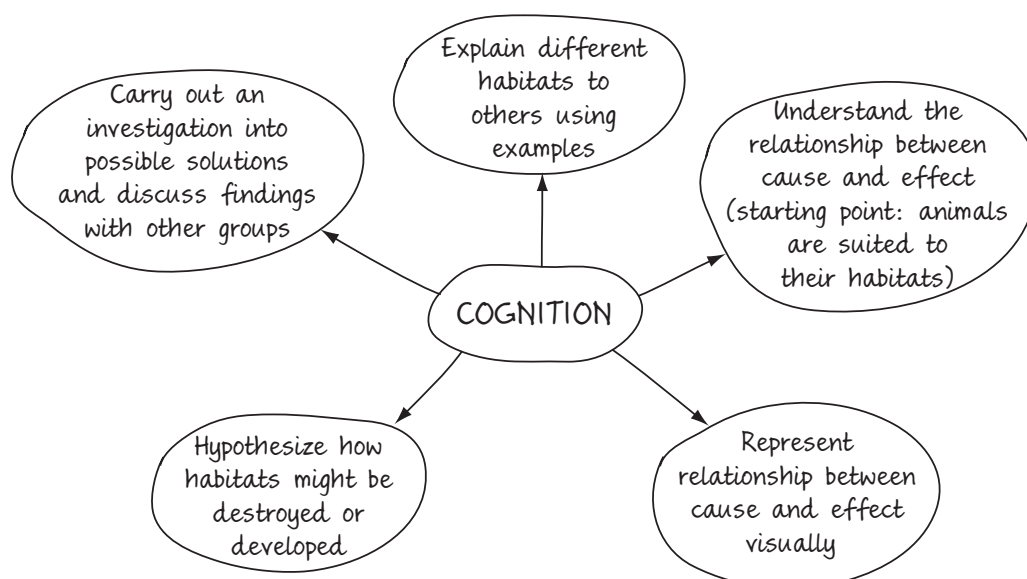 Explain different
habitats to
others using
examples
Carry out an
investigation into
possible solutions
and discuss findings
with other groups
Understand the
relationship between
cause and effect
(starting point: animals
are suited to
their habitats)
COGNITION
Hypothesize how
habitats might be
destroyed or
developed
Represent
relationship between
cause and effect
visually